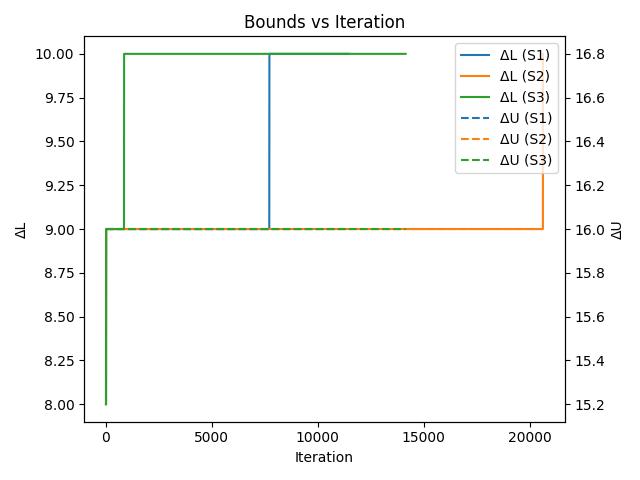 Bounds vs Iteration
ΔL
10.00
9.75
9.50
9.25
9.00
8.75
8.50
8.25
8.00
ΔL (S1)
ΔL (S2)
ΔL (S3)
ΔU (S1)
ΔU (S2)
ΔU (S3)
16.8
16.6
16.4
16.2
16.0
15.8
15.6
15.4
15.2
ΔU
0 5000 10000 15000 20000
Iteration